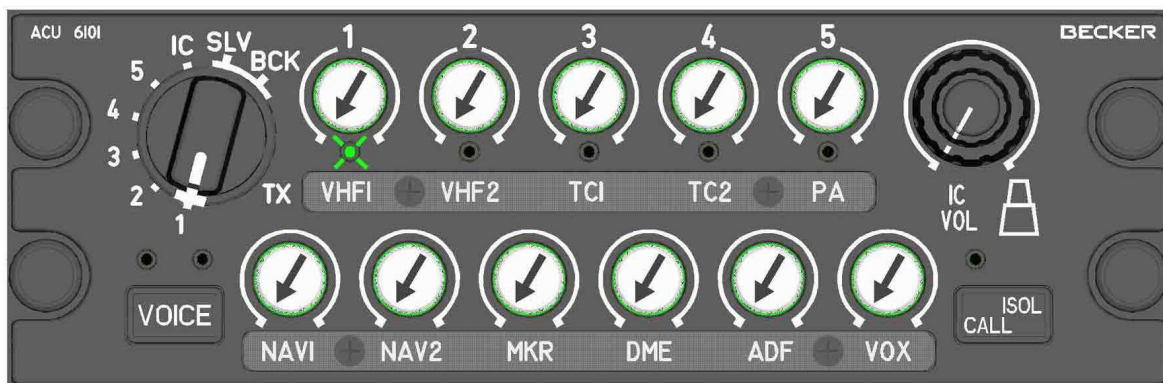 ACU 6101
BECKER
IC SLV BCK
5
4
3
2
1
TX
1 2 3 4 5
VHF1 VHF2 TC1 TC2 PA
IC
VOL
VOICE
NAV1 NAV2 MKR DME ADF VOX
ISOL
CALL